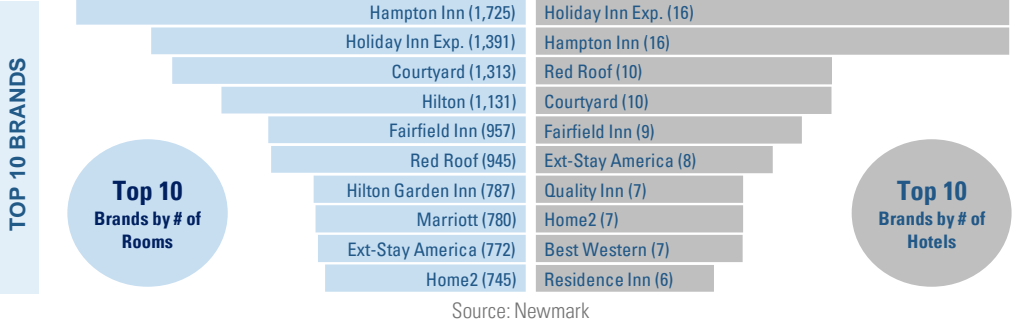 TOP 10 BRANDS
Hampton Inn (1,725)
Holiday Inn Exp. (1,391)
Courtyard (1,313)
Hilton (1,131)
Fairfield Inn (957)
Red Roof (945)
Hilton Garden Inn (787)
Marriott (780)
Ext-Stay America (772)
Home2 (745)
Top 10
Brands by # of
Rooms
Holiday Inn Exp. (16)
Hampton Inn (16)
Red Roof (10)
Courtyard (10)
Fairfield Inn (9)
Ext-Stay America (8)
Quality Inn (7)
Home2 (7)
Best Western (7)
Residence Inn (6)
Top 10
Brands by # of
Hotels
Source: Newmark